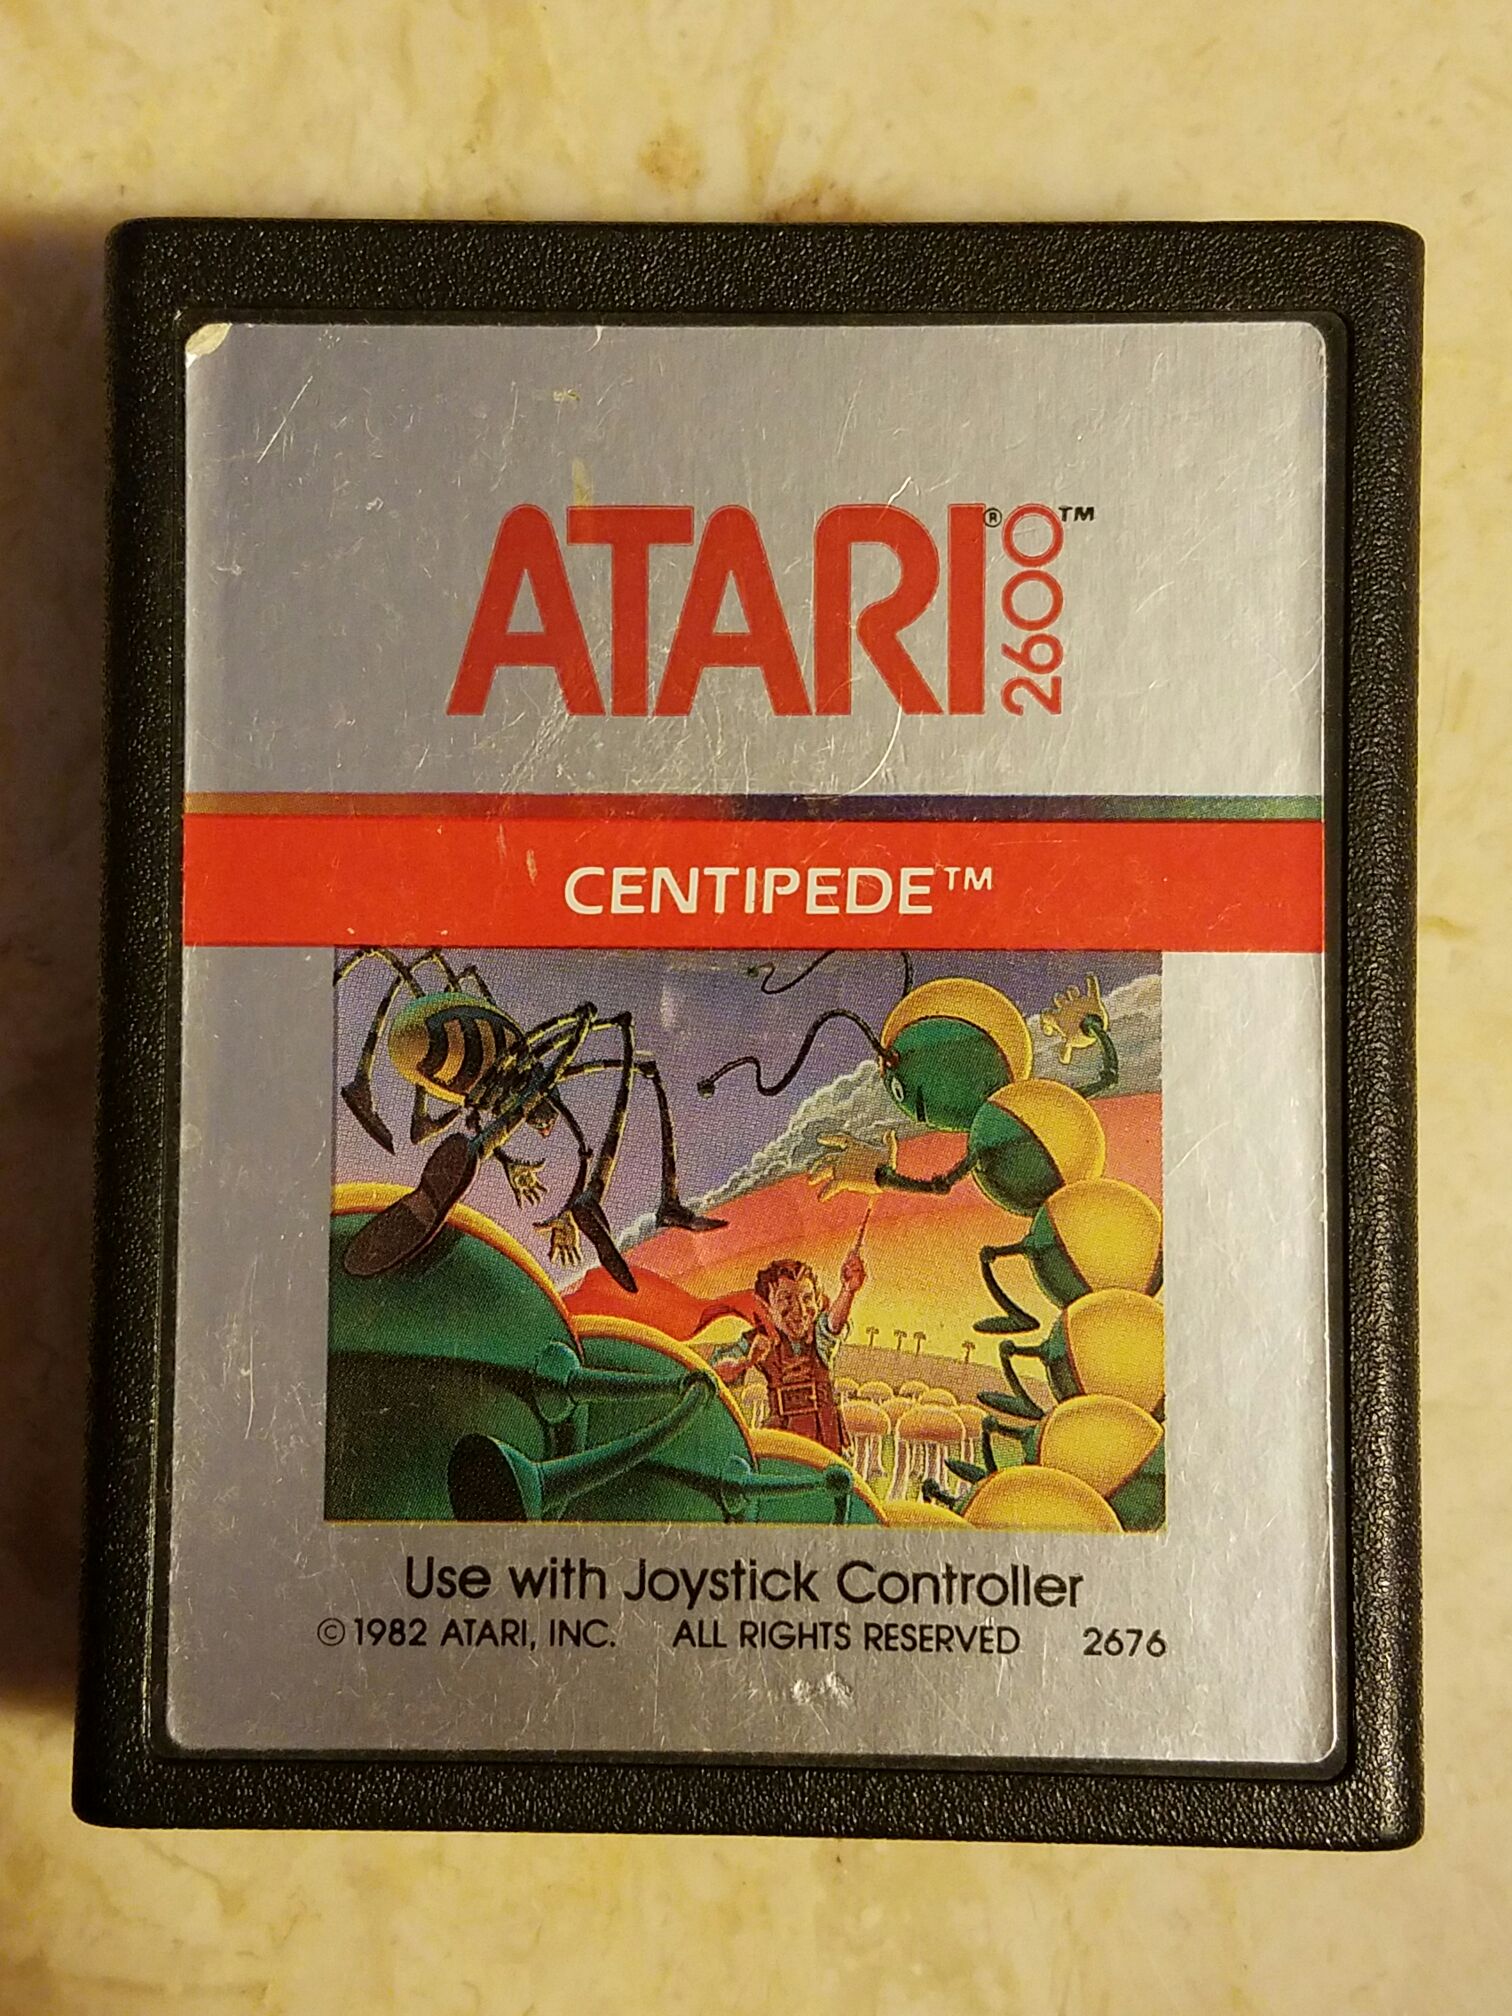 ATARI® 2600™
CENTIPEDE™
Use with Joystick Controller
© 1982 ATARI, INC. ALL RIGHTS RESERVED 2676